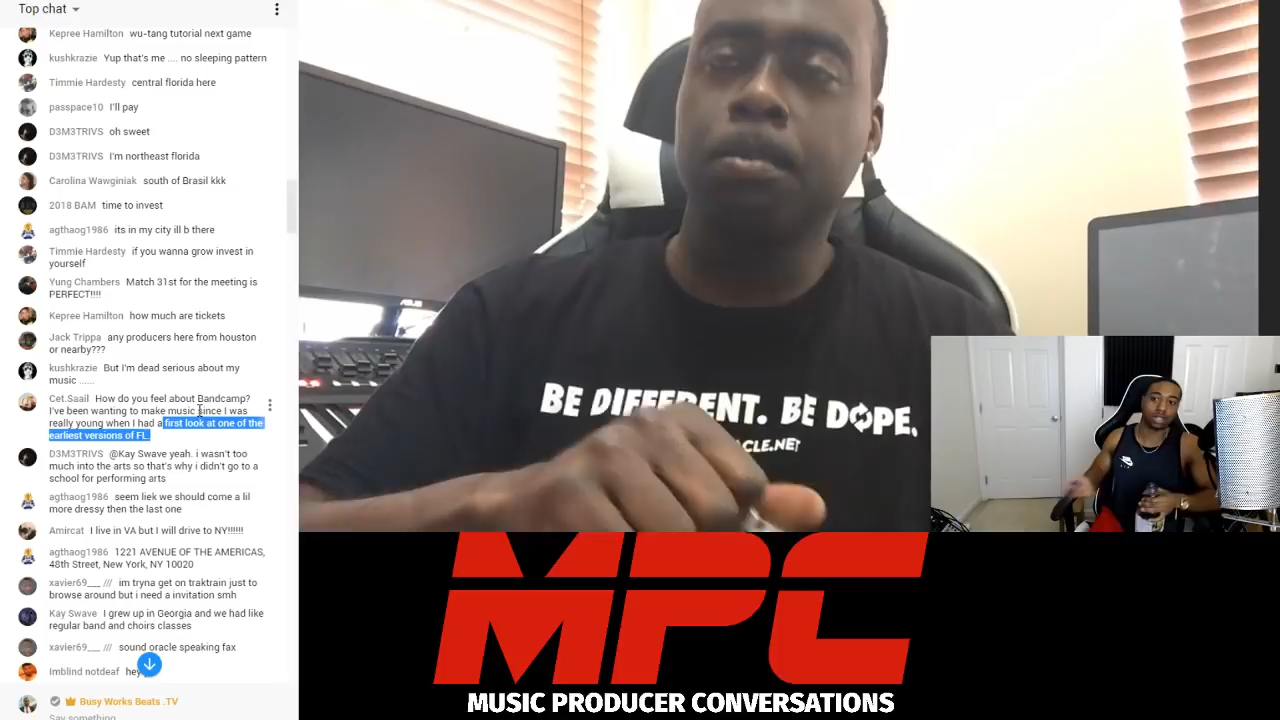 Top chat
Kepree Hamilton wu-tang tutorial next game
kushkrazie Yup that's me .... no sleeping pattern
Timmie Hardesty central florida here
passpace10 I'll pay
D3M3TRIVS oh sweet
D3M3TRIVS I'm northeast florida
Carolina Wawginiak south of Brasil kkk
2018 BAM time to invest
agthaog1986 its in my city ill b there
Timmie Hardesty if you wanna grow invest in
yourself
Yung Chambers Match 31st for the meeting is
PERFECT!!!!
Kepree Hamilton how much are tickets
Jack Trippa any producers here from houston
or nearby???
kushkrazie But I'm dead serious about my
music ......
Cet.Saail How do you feel about Bandcamp?
I've been wanting to make music since I was
really young when I had a first look at one of the
earliest versions of FL.
D3M3TRIVS @Kay Swave yeah. i wasn't too
much into the arts so that's why i didn't go to a
school for performing arts
agthaog1986 seem liek we should come a lil
more dressy then the last one
Amircat I live in VA but I will drive to NY!!!!!!
agthaog1986 1221 AVENUE OF THE AMERICAS,
48th Street, New York, NY 10020
xavier69___ /// im tryna get on traktrain just to
browse around but i need a invitation smh
Kay Swave I grew up in Georgia and we had like
regular band and choirs classes
xavier69___ /// sound oracle speaking fax
imblind notdeaf hey
Busy Works Beats .TV
Say something
BE DIFFERENT. BE DOPE.
CLE.NET
MPC
MUSIC PRODUCER CONVERSATIONS